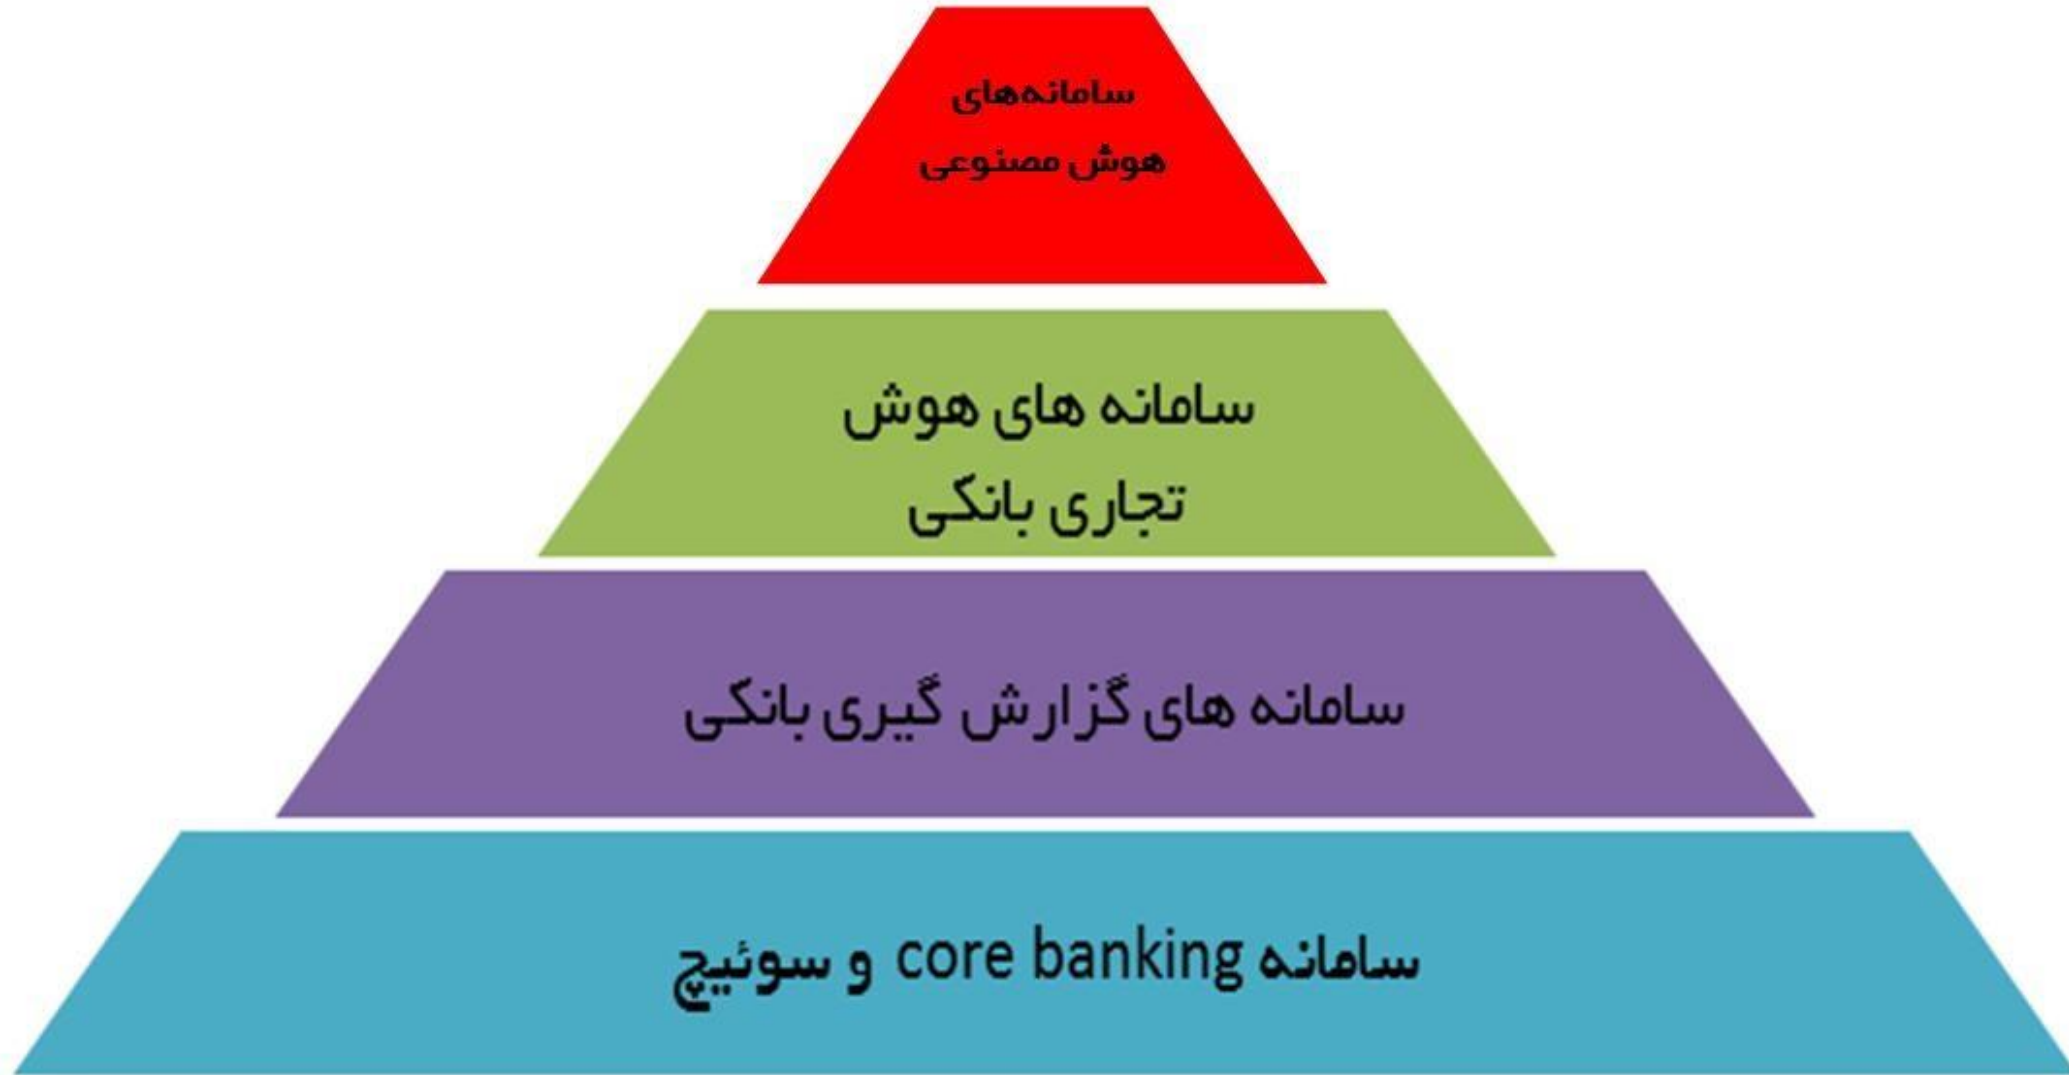 سامانه‌های
هوش مصنوعی
سامانه های هوش
تجاری بانکی
سامانه های گزارش گیری بانکی
سامانه core banking و سوئیچ